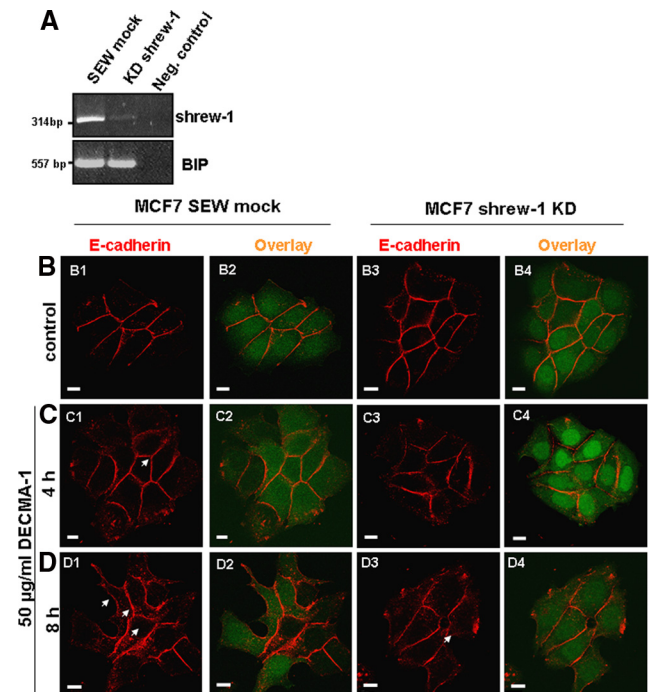 A
SEW mock
KD shrew-1
Neg. control
314bp
shrew-1
557 bp
BIP
MCF7 SEW mock
MCF7 shrew-1 KD
E-cadherin
Overlay
E-cadherin
Overlay
B
control
B1
B2
B3
B4
50 µg/ml DECMA-1
C
4 h
C1
C2
C3
C4
D
8 h
D1
D2
D3
D4